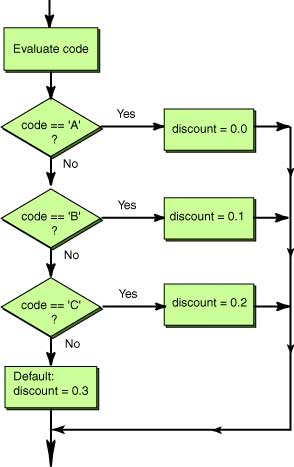 Evaluate code
code == 'A'
?
Yes
discount = 0.0
No
code == 'B'
?
Yes
discount = 0.1
No
code == 'C'
?
Yes
discount = 0.2
No
Default:
discount = 0.3